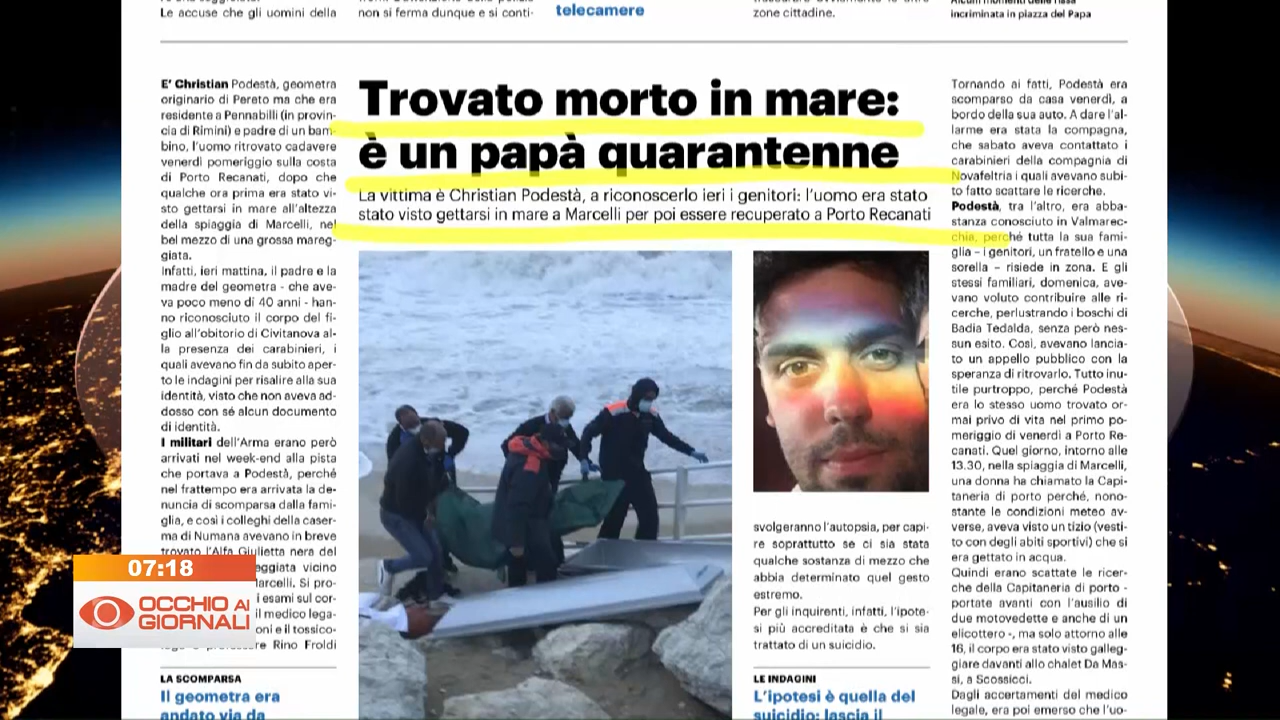 Le accuse che gli uomini della
non si ferma dunque e si conti-
telecamere
zone cittadine.
incriminata in piazza del Papa
Trovato morto in mare:
è un papà quarantenne
La vittima è Christian Podestà, a riconoscerlo ieri i genitori: l'uomo era stato
stato visto gettarsi in mare a Marcelli per poi essere recuperato a Porto Recanati
E' Christian Podestà, geometra
originario di Pereto ma che era
residente a Pennabilli (in provin-
cia di Rimini) e padre di un bam-
bino, l'uomo ritrovato cadavere
venerdì pomeriggio sulla costa
di Porto Recanati, dopo che
qualche ora prima era stato vi-
sto gettarsi in mare all'altezza
della spiaggia di Marcelli, nel
bel mezzo di una grossa mareg-
giata.
Infatti, ieri mattina, il padre e la
madre del geometra - che ave-
va poco meno di 40 anni - han-
no riconosciuto il corpo del fi-
glio all'obitorio di Civitanova al-
la presenza dei carabinieri, i
quali avevano fin da subito aper-
to le indagini per risalire alla sua
identità, visto che non aveva ad-
dosso con sé alcun documento
di identità.
I militari dell'Arma erano però
arrivati nel week-end alla pista
che portava a Podestà, perché
nel frattempo era arrivata la de-
nuncia di scomparsa dalla fami-
glia, e così i colleghi della caser-
ma di Numana avevano in breve
trovato l'Alfa Giulietta nera del
eggiata vicino
arcelli. Si pro-
i esami sul cor-
il medico lega-
oni e il tossico-
professore Rino Froldi
LA SCOMPARSA
Il geometra era
andato via da
svolgeranno l'autopsia, per capi-
re soprattutto se ci sia stata
qualche sostanza di mezzo che
abbia determinato quel gesto
estremo.
Per gli inquirenti, infatti, l'ipote-
si più accreditata è che si sia
trattato di un suicidio.
LE INDAGINI
L'ipotesi è quella del
suicidio: lascia il
Tornando ai fatti, Podestà era
scomparso da casa venerdì, a
bordo della sua auto. A dare l'al-
larme era stata la compagna,
che sabato aveva contattato i
carabinieri della compagnia di
Novafeltria i quali avevano subi-
to fatto scattare le ricerche.
Podestà, tra l'altro, era abba-
stanza conosciuto in Valmarec-
chia, perché tutta la sua fami-
glia – i genitori, un fratello e una
sorella – risiede in zona. E gli
stessi familiari, domenica, ave-
vano voluto contribuire alle ri-
cerche, perlustrando i boschi di
Badia Tedalda, senza però nes-
sun esito. Così, avevano lancia-
to un appello pubblico con la
speranza di ritrovarlo. Tutto inu-
tile purtroppo, perché Podestà
era lo stesso uomo trovato or-
mai privo di vita nel primo po-
meriggio di venerdì a Porto Re-
canati. Quel giorno, intorno alle
13.30, nella spiaggia di Marcelli,
una donna ha chiamato la Capi-
taneria di porto perché, nono-
stante le condizioni meteo av-
verse, aveva visto un tizio (vesti-
to con degli abiti sportivi) che si
era gettato in acqua.
Quindi erano scattate le ricer-
che della Capitaneria di porto -
portate avanti con l'ausilio di
due motovedette e anche di un
elicottero -, ma solo attorno alle
16, il corpo era stato visto galleg-
giare davanti allo chalet Da Mas-
si, a Scossicci.
Dagli accertamenti del medico
legale, era poi emerso che l'uo-
07:18
OCCHIO AI
GIORNALI